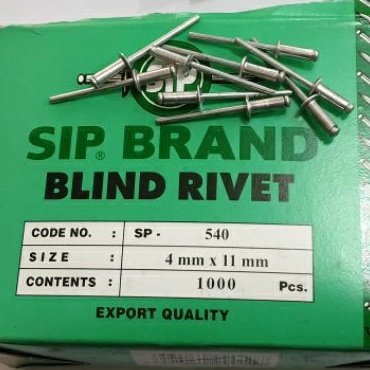 SIP
SIP® BRAND
BLIND RIVET
CODE NO. : SP - 540
SIZE : 4 mm x 11 mm
CONTENTS : 1000 Pcs.
EXPORT QUALITY